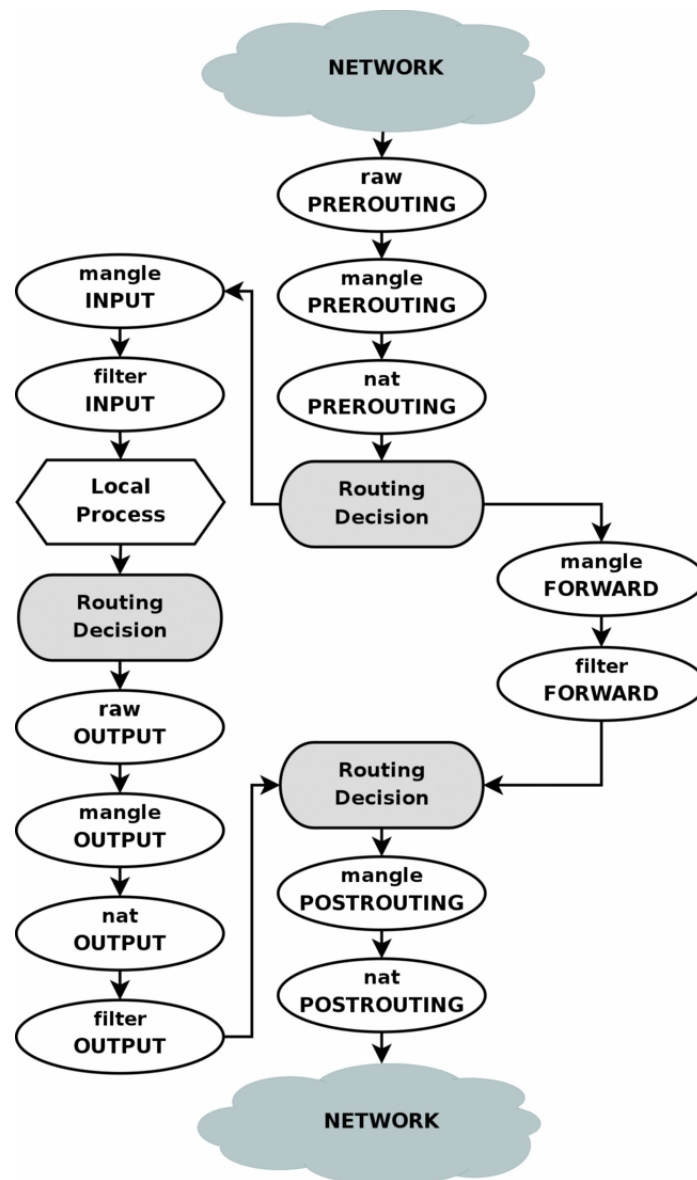 NETWORK
raw
PREROUTING
mangle
PREROUTING
nat
PREROUTING
Routing
Decision
mangle
INPUT
filter
INPUT
Local
Process
Routing
Decision
raw
OUTPUT
mangle
OUTPUT
nat
OUTPUT
filter
OUTPUT
mangle
FORWARD
filter
FORWARD
Routing
Decision
mangle
POSTROUTING
nat
POSTROUTING
NETWORK